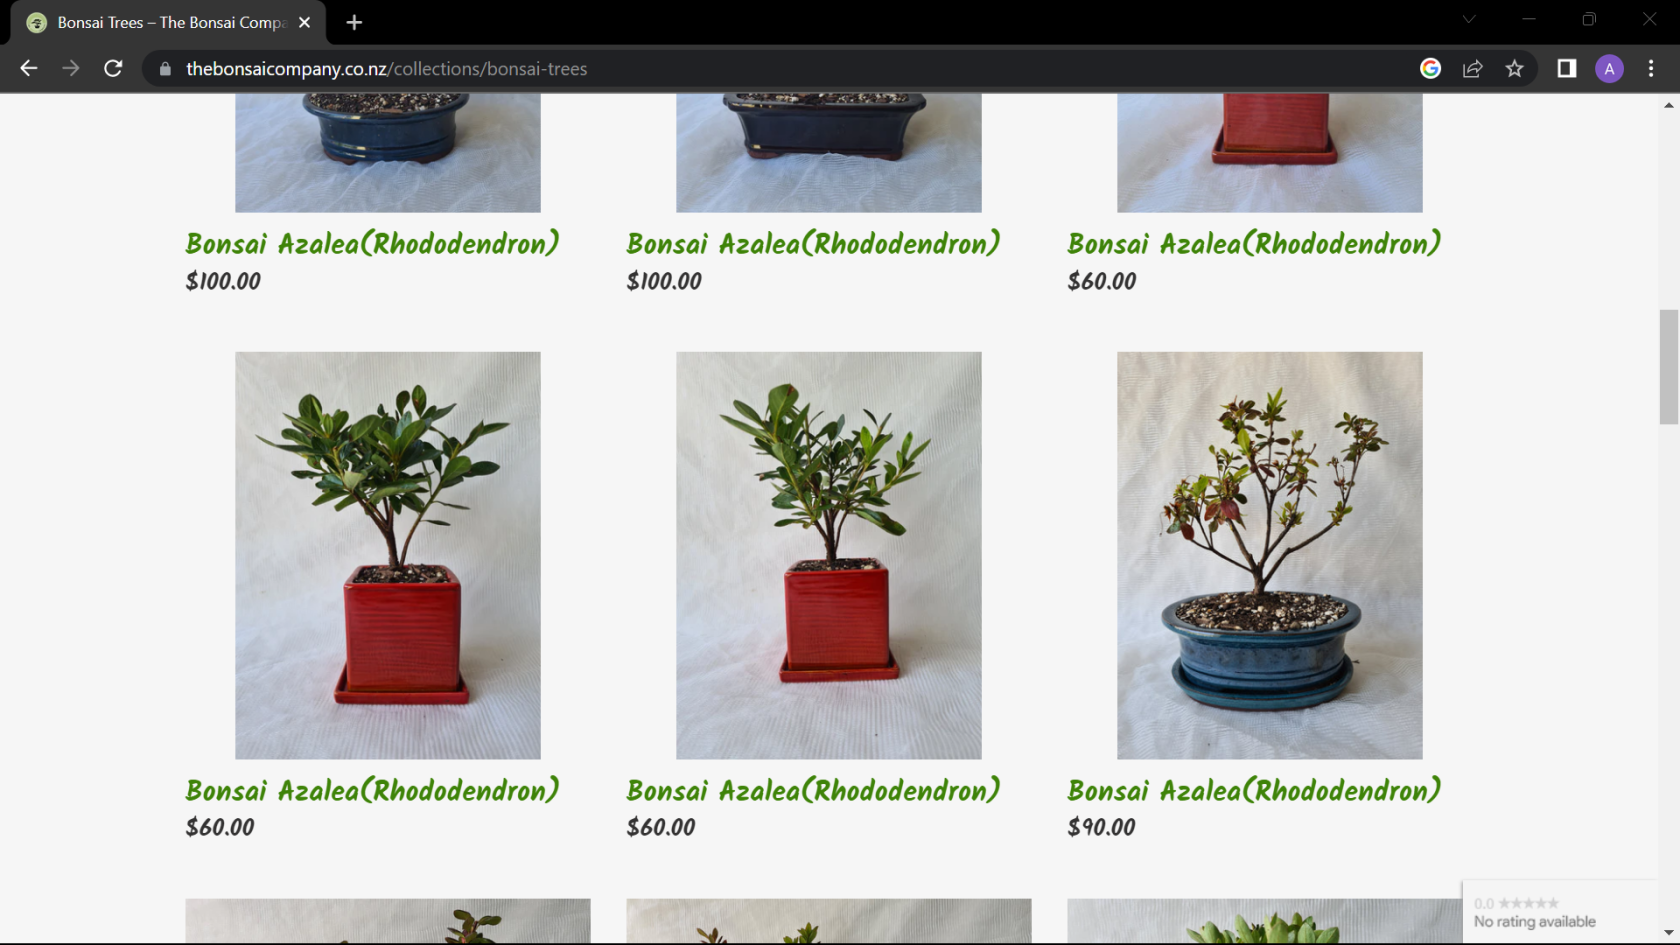 Bonsai Trees – The Bonsai Compa
thebonsaicompany.co.nz/collections/bonsai-trees
A
Bonsai Azalea(Rhododendron)
$100.00
Bonsai Azalea(Rhododendron)
$100.00
Bonsai Azalea(Rhododendron)
$60.00
Bonsai Azalea(Rhododendron)
$60.00
Bonsai Azalea(Rhododendron)
$60.00
Bonsai Azalea(Rhododendron)
$90.00
0.0 ★★★★★
No rating available